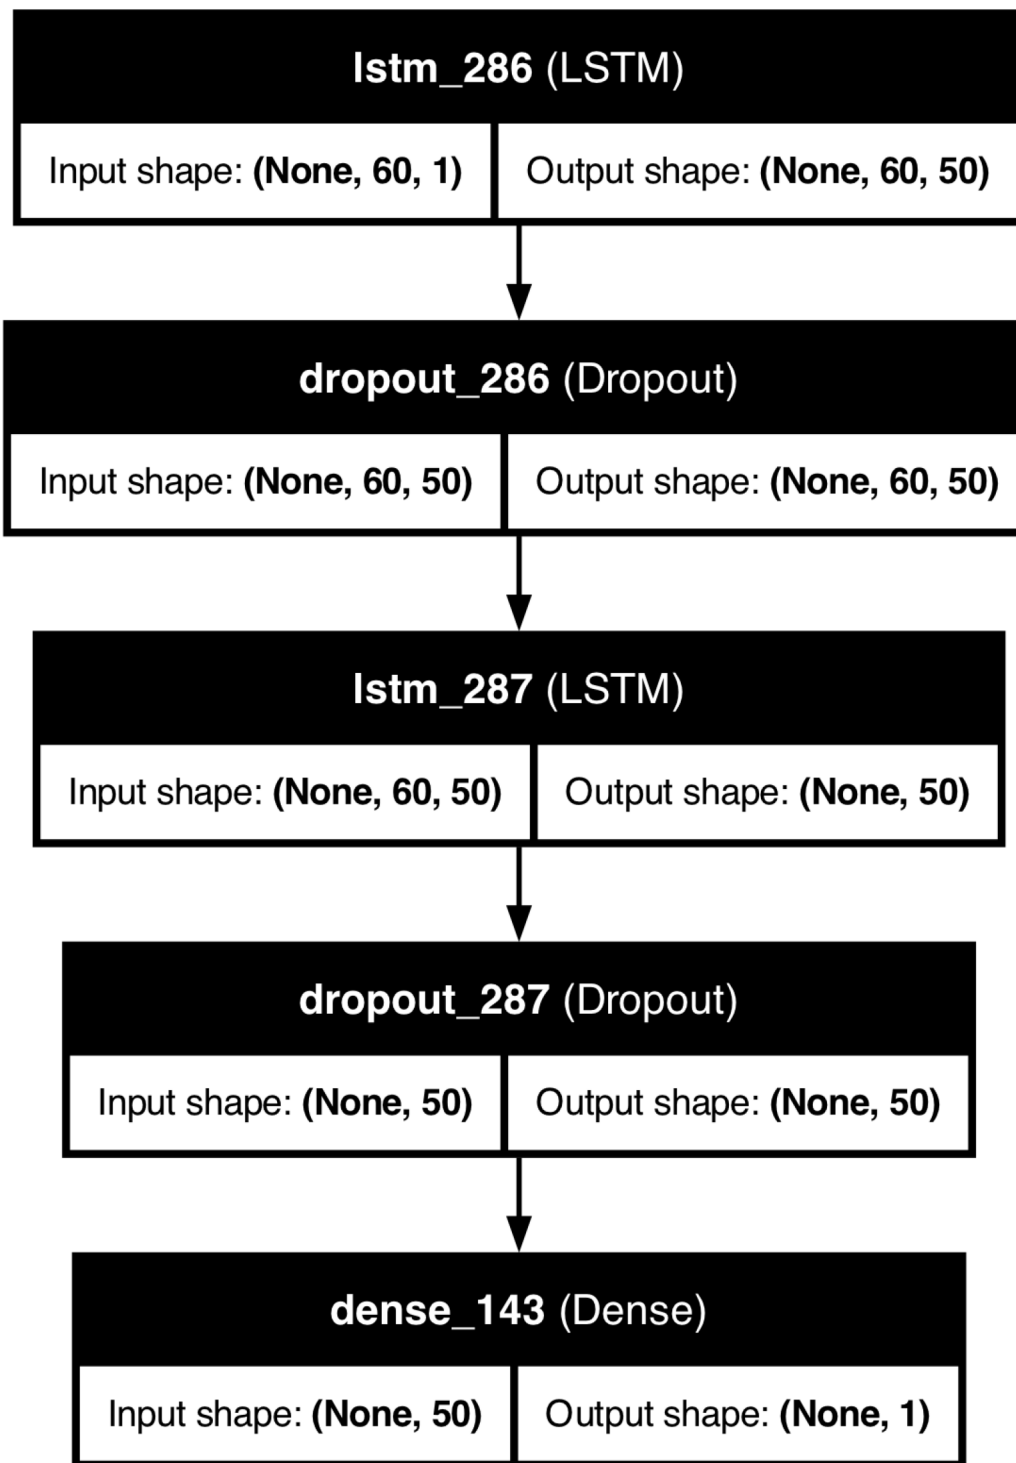 lstm_286 (LSTM)
Input shape: (None, 60, 1) Output shape: (None, 60, 50)
dropout_286 (Dropout)
Input shape: (None, 60, 50) Output shape: (None, 60, 50)
lstm_287 (LSTM)
Input shape: (None, 60, 50) Output shape: (None, 50)
dropout_287 (Dropout)
Input shape: (None, 50) Output shape: (None, 50)
dense_143 (Dense)
Input shape: (None, 50) Output shape: (None, 1)